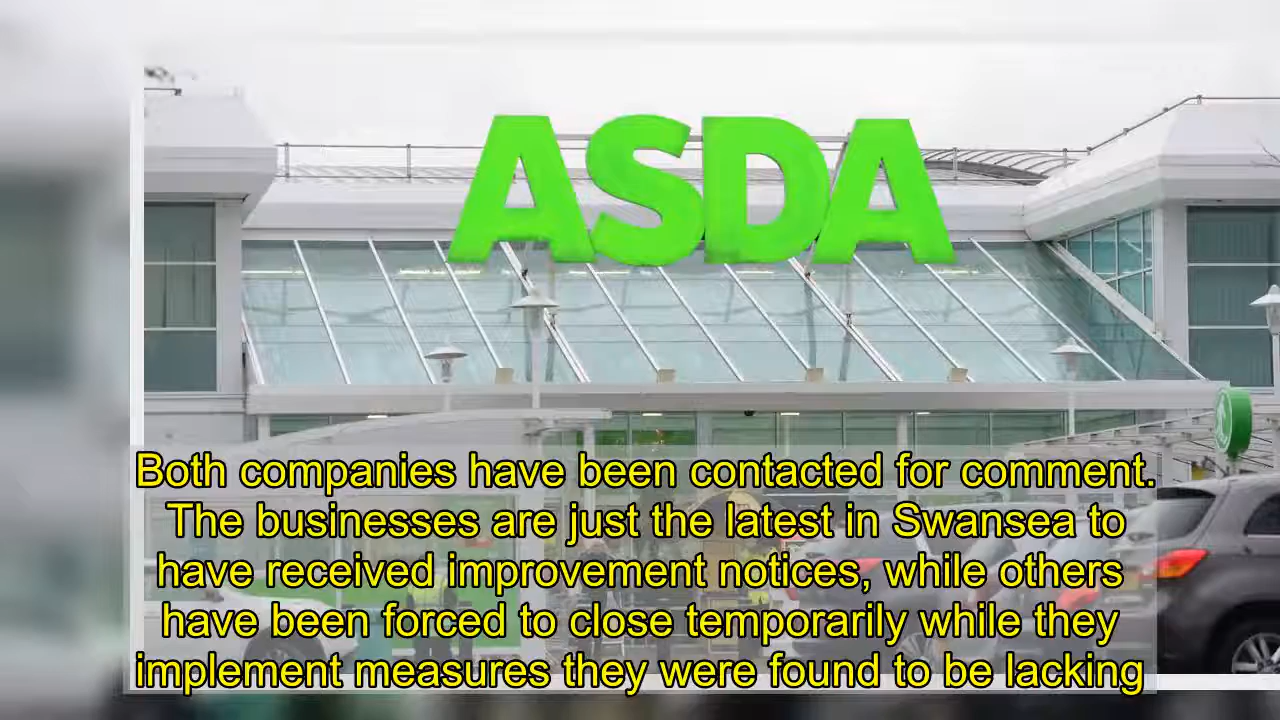 ASDA
Both companies have been contacted for comment.
The businesses are just the latest in Swansea to
have received improvement notices, while others
have been forced to close temporarily while they
implement measures they were found to be lacking